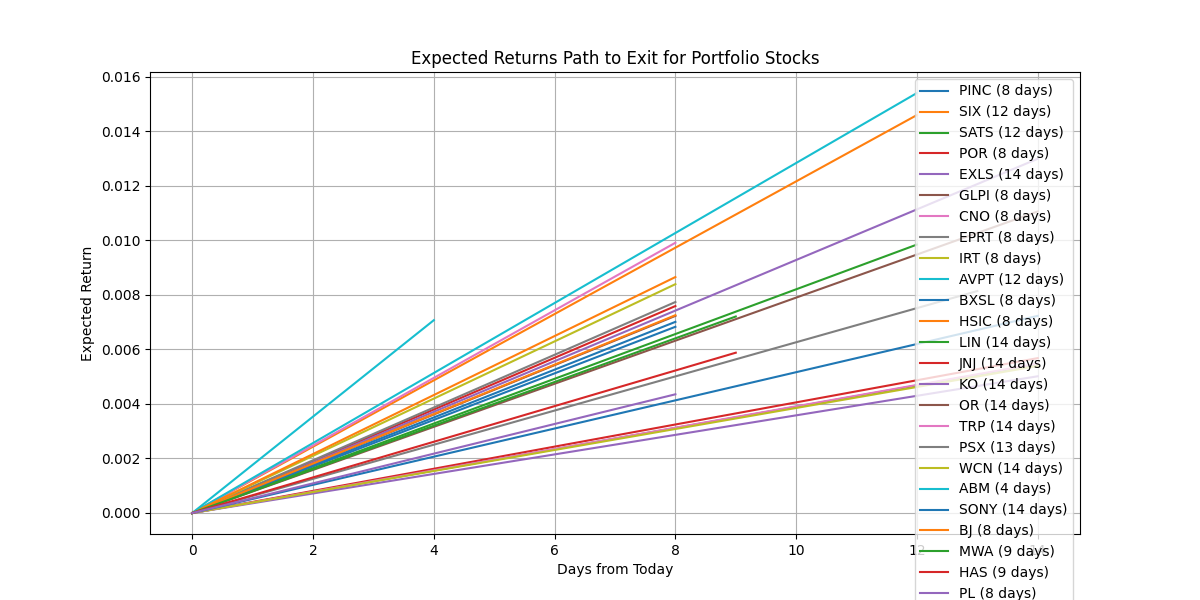 Expected Returns Path to Exit for Portfolio Stocks
0.016
0.014
0.012
0.010
0.008
0.006
0.004
0.002
0.000
Expected Return
0
2
4
6
8
10
12
14
Days from Today
PINC (8 days)
SIX (12 days)
SATS (12 days)
POR (8 days)
EXLS (14 days)
GLPI (8 days)
CNO (8 days)
EPRT (8 days)
IRT (8 days)
AVPT (12 days)
BXSL (8 days)
HSIC (8 days)
LIN (14 days)
JNJ (14 days)
KO (14 days)
OR (14 days)
TRP (14 days)
PSX (13 days)
WCN (14 days)
ABM (4 days)
SONY (14 days)
BJ (8 days)
MWA (9 days)
HAS (9 days)
PL (8 days)